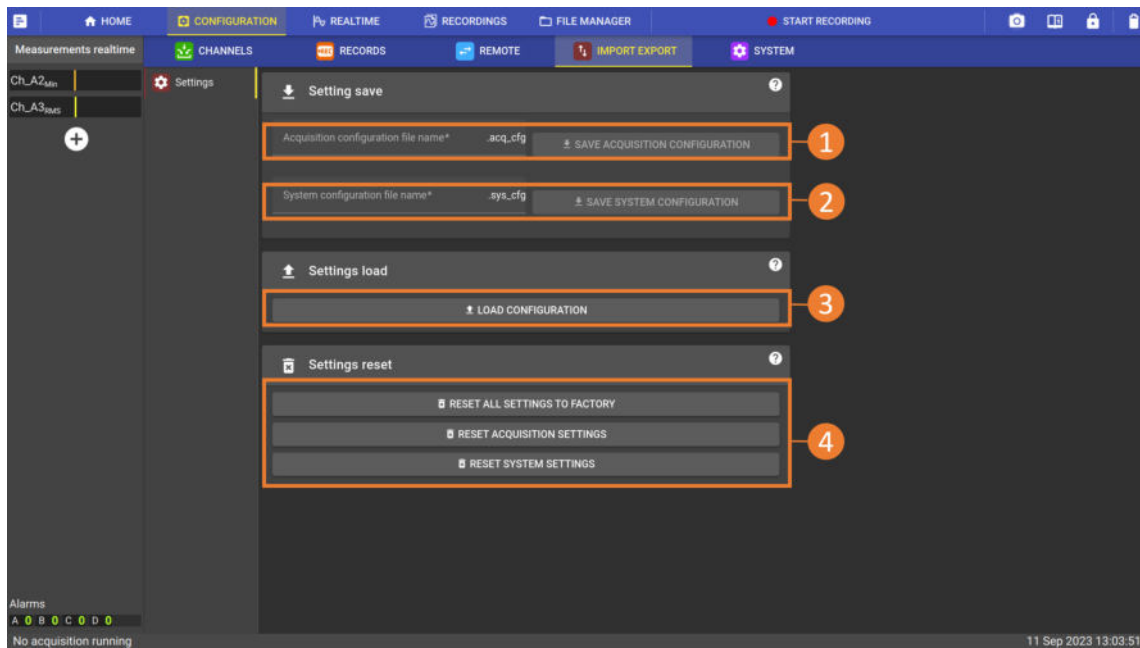 HOME CONFIGURATION REALTIME RECORDINGS FILE MANAGER START RECORDING
Measurements realtime CHANNELS RECORDS REMOTE IMPORT EXPORT SYSTEM
Ch_A2Min
Ch_A3RMS
Settings
Setting save
Acquisition configuration file name* .acq_cfg SAVE ACQUISITION CONFIGURATION 1
System configuration file name* .sys_cfg SAVE SYSTEM CONFIGURATION 2
Settings load
LOAD CONFIGURATION 3
Settings reset
RESET ALL SETTINGS TO FACTORY
RESET ACQUISITION SETTINGS 4
RESET SYSTEM SETTINGS
Alarms
A 0 B 0 C 0 D 0
No acquisition running 11 Sep 2023 13:03:51